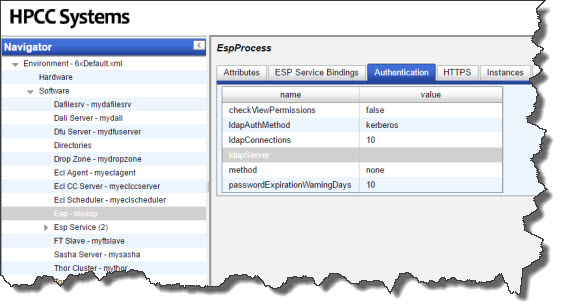 HPCC Systems
Navigator
Environment - 6xDefault.xml
Hardware
Software
Dafilesrv - mydafilesrv
Dali Server - mydali
Dfu Server - mydfuserver
Directories
Drop Zone - mydropzone
Ecl Agent - myeclagent
Ecl CC Server - myeclccserver
Ecl Scheduler - myeclscheduler
Esp - myesp
Esp Service (2)
FT Slave - myftslave
Sasha Server - mysasha
Thor Cluster - mythor
EspProcess
Attributes ESP Service Bindings Authentication HTTPS Instances
name value
checkViewPermissions false
ldapAuthMethod kerberos
ldapConnections 10
ldapServer
method none
passwordExpirationWarningDays 10